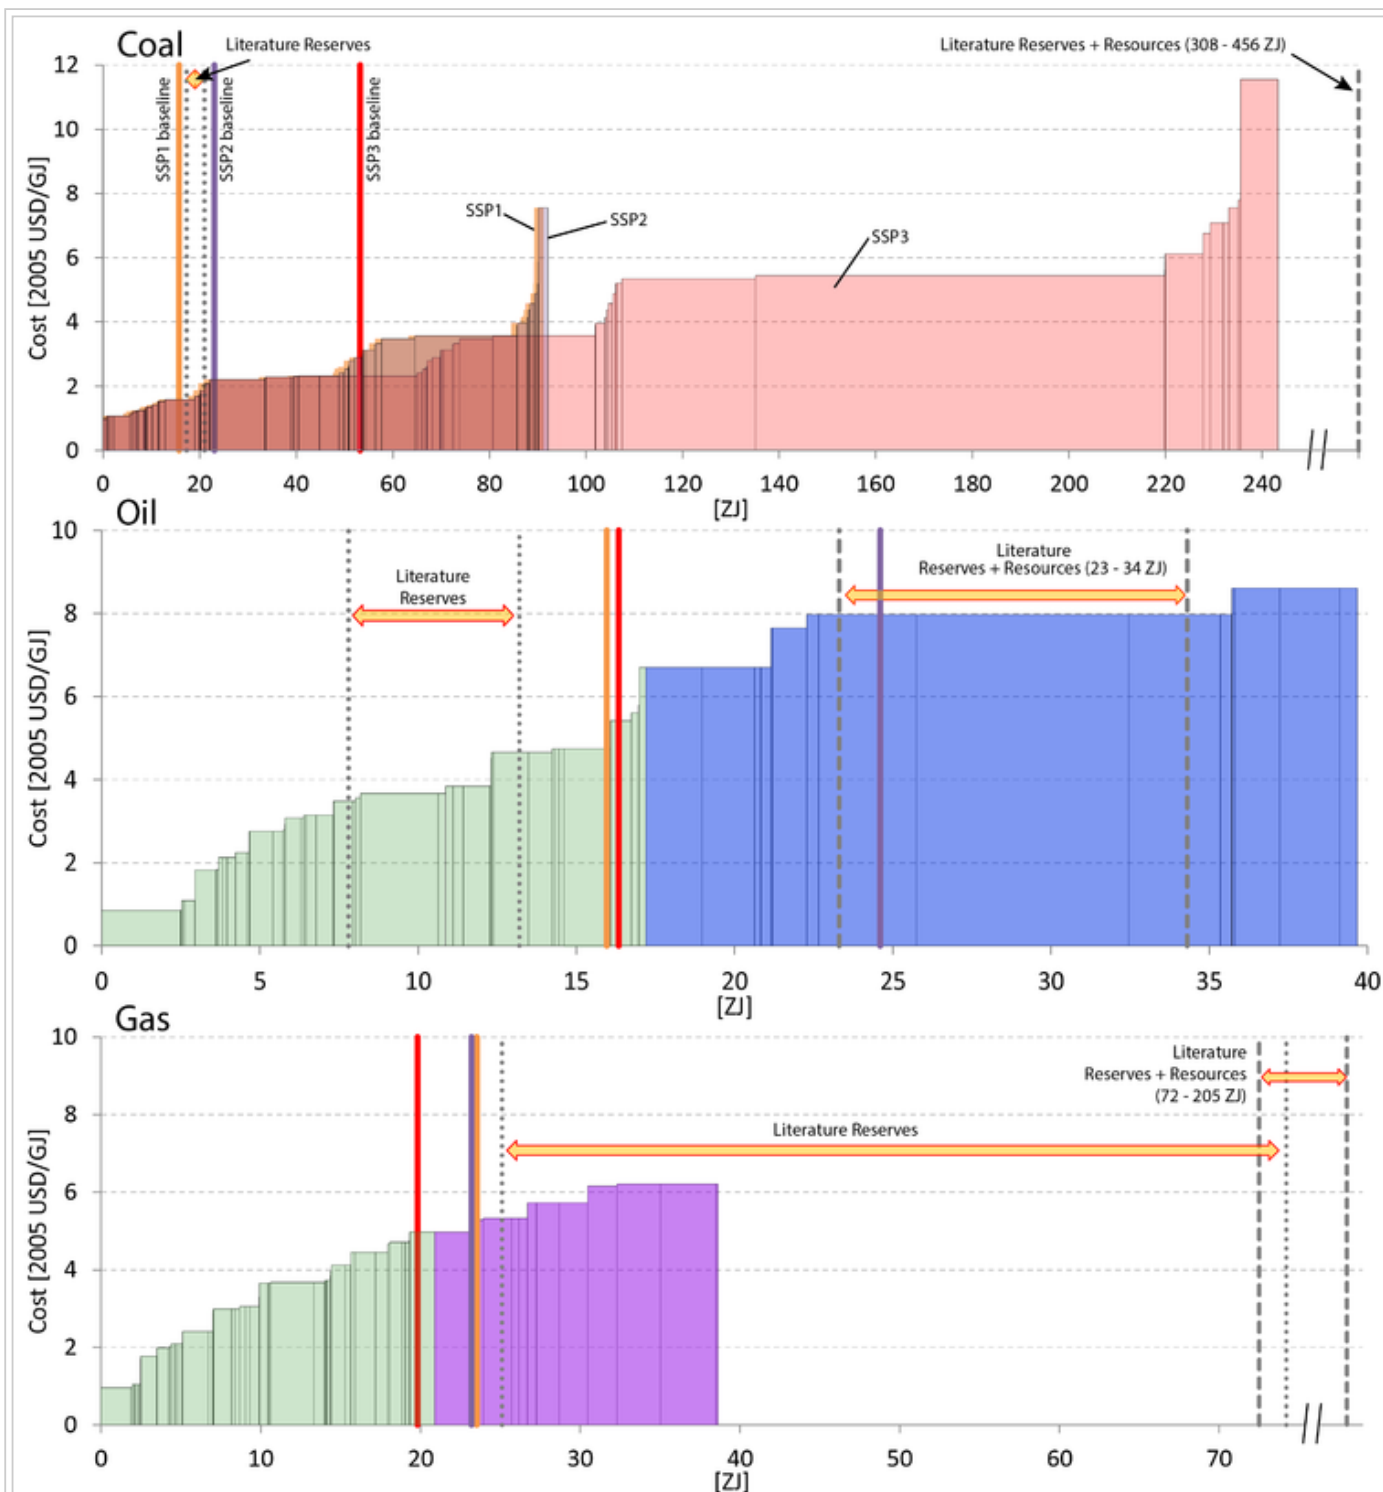 Coal
Literature Reserves
Literature Reserves + Resources (308 - 456 ZJ)
Cost [2005 USD/GJ]
12
10
8
6
4
2
0
SSP1 baseline
SSP2 baseline
SSP3 baseline
SSP1
SSP2
SSP3
0 20 40 60 80 100 120 140 160 180 200 220 240
[ZJ]
Oil
Cost [2005 USD/GJ]
10
8
6
4
2
0
Literature
Reserves
Literature
Reserves + Resources (23 - 34 ZJ)
0 5 10 15 20 25 30 35 40
[ZJ]
Gas
Cost [2005 USD/GJ]
10
8
6
4
2
0
Literature
Reserves + Resources
(72 - 205 ZJ)
Literature Reserves
0 10 20 30 40 50 60 70
[ZJ]